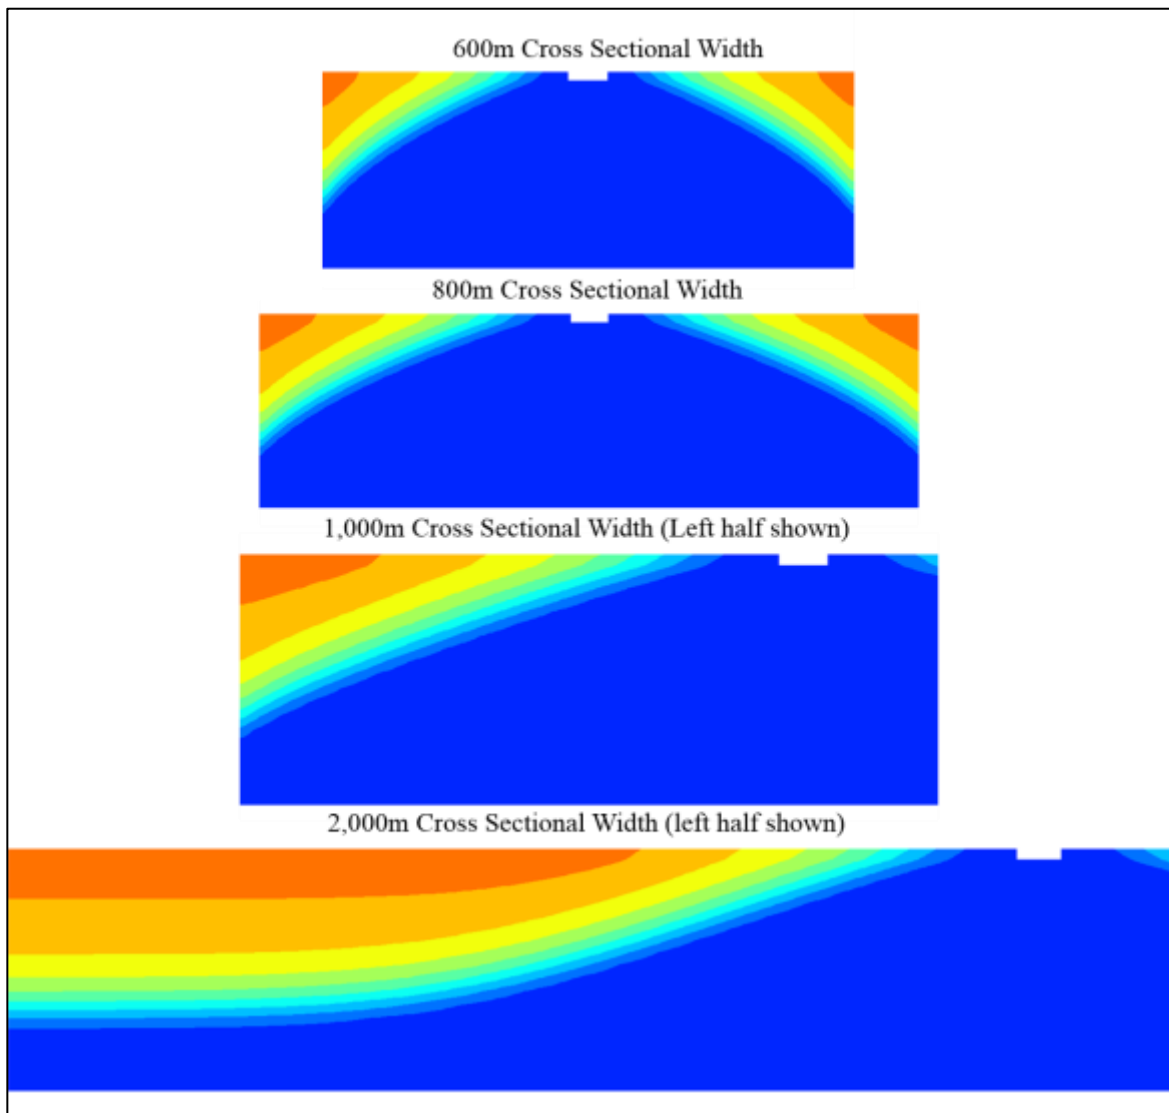 600m Cross Sectional Width
800m Cross Sectional Width
1,000m Cross Sectional Width (Left half shown)
2,000m Cross Sectional Width (left half shown)